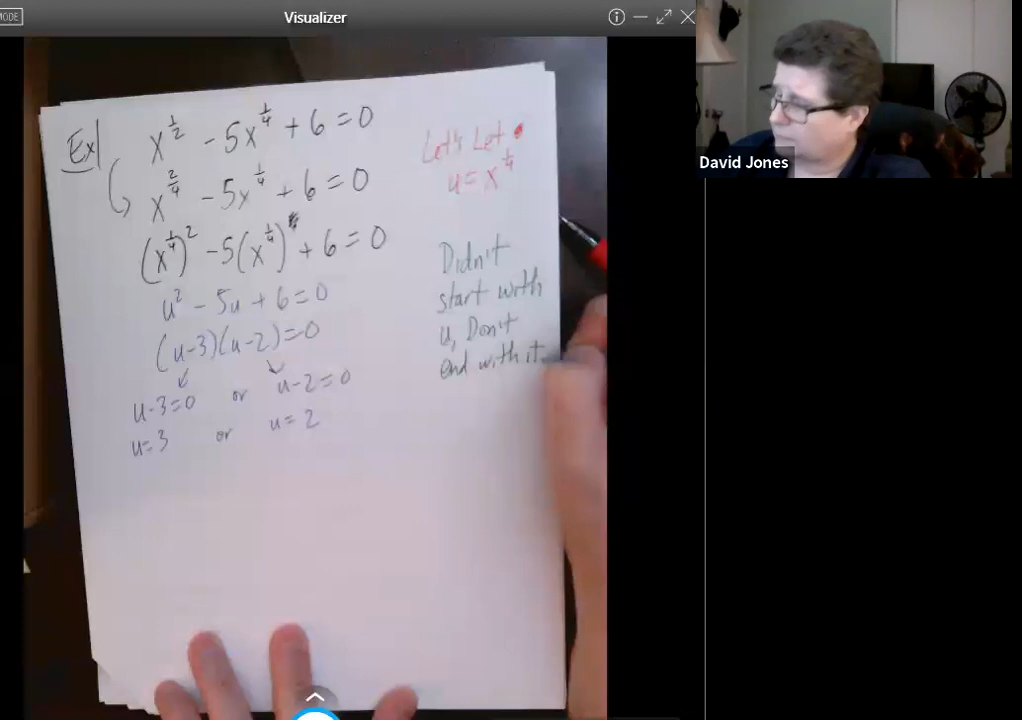 MODE
Visualizer
David Jones
Ex
x^{1/2} - 5x^{1/4} + 6 = 0
x^{2/4} - 5x^{1/4} + 6 = 0
(x^{1/4})^2 - 5(x^{1/4}) + 6 = 0
u^2 - 5u + 6 = 0
(u-3)(u-2) = 0
u-3=0 or u-2=0
u=3 or u=2
Let's Let
u = x^{1/4}
Didn't
start with
u, Don't
end with it